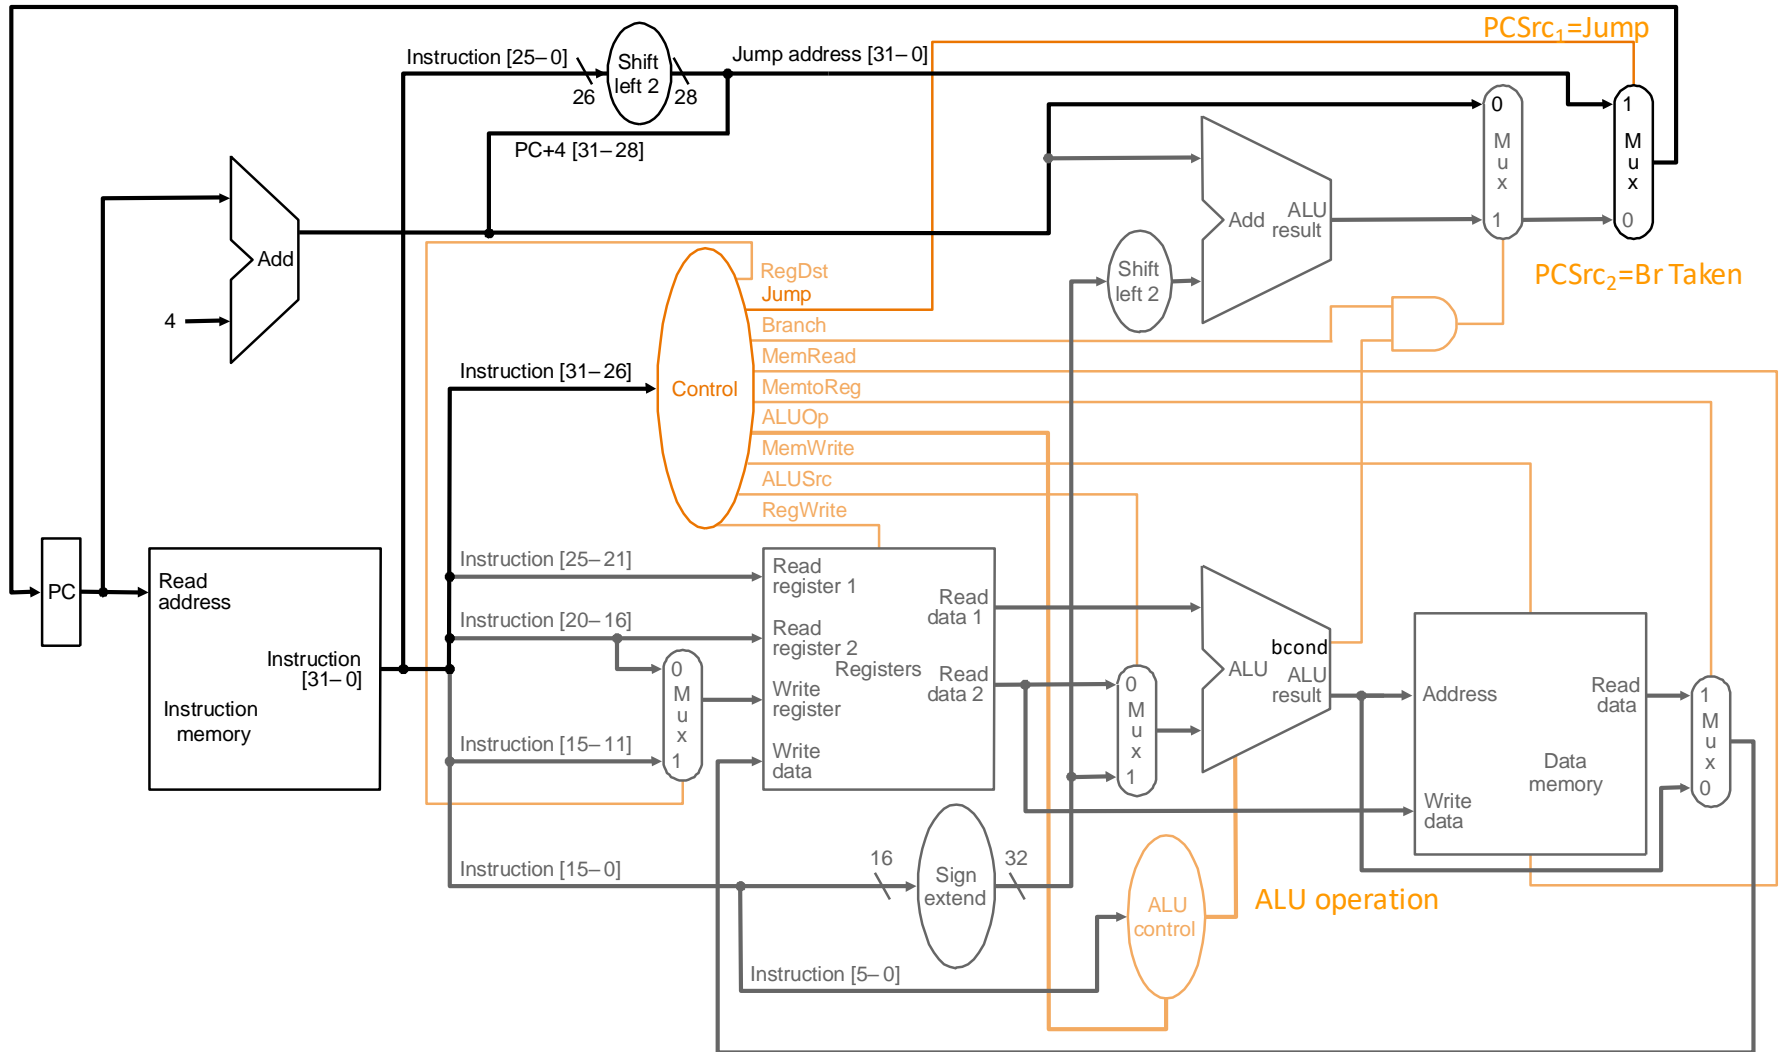 PCSrc1=Jump
Instruction [25–0]
Shift
left 2
Jump address [31–0]
26
28
PC+4 [31–28]
0
M
u
x
1
1
M
u
x
0
Add
ALU
result
Add
4
Shift
left 2
PCSrc2=Br Taken
RegDst
Jump
Branch
MemRead
MemtoReg
ALUOp
MemWrite
ALUSrc
RegWrite
Instruction [31–26]
Control
PC
Read
address
Instruction
[31–0]
Instruction
memory
Instruction [25–21]
Instruction [20–16]
Instruction [15–11]
0
M
u
x
1
Read
register 1
Read
register 2
Registers
Write
register
Write
data
Read
data 1
Read
data 2
0
M
u
x
1
bcond
ALU
ALU
result
Address
Read
data
Data
memory
Write
data
1
M
u
x
0
Instruction [15–0]
16
Sign
extend
32
ALU
control
ALU operation
Instruction [5–0]